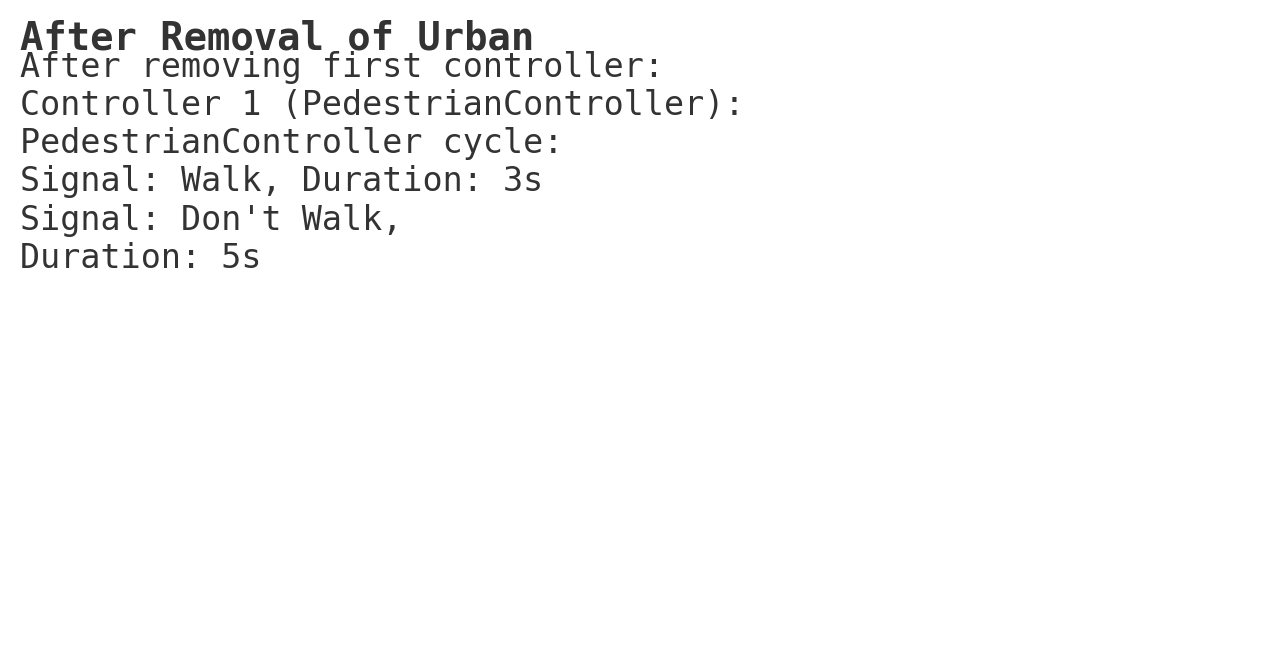 After Removal of Urban
After removing first controller:
Controller 1 (PedestrianController):
PedestrianController cycle:
Signal: Walk, Duration: 3s
Signal: Don't Walk,
Duration: 5s